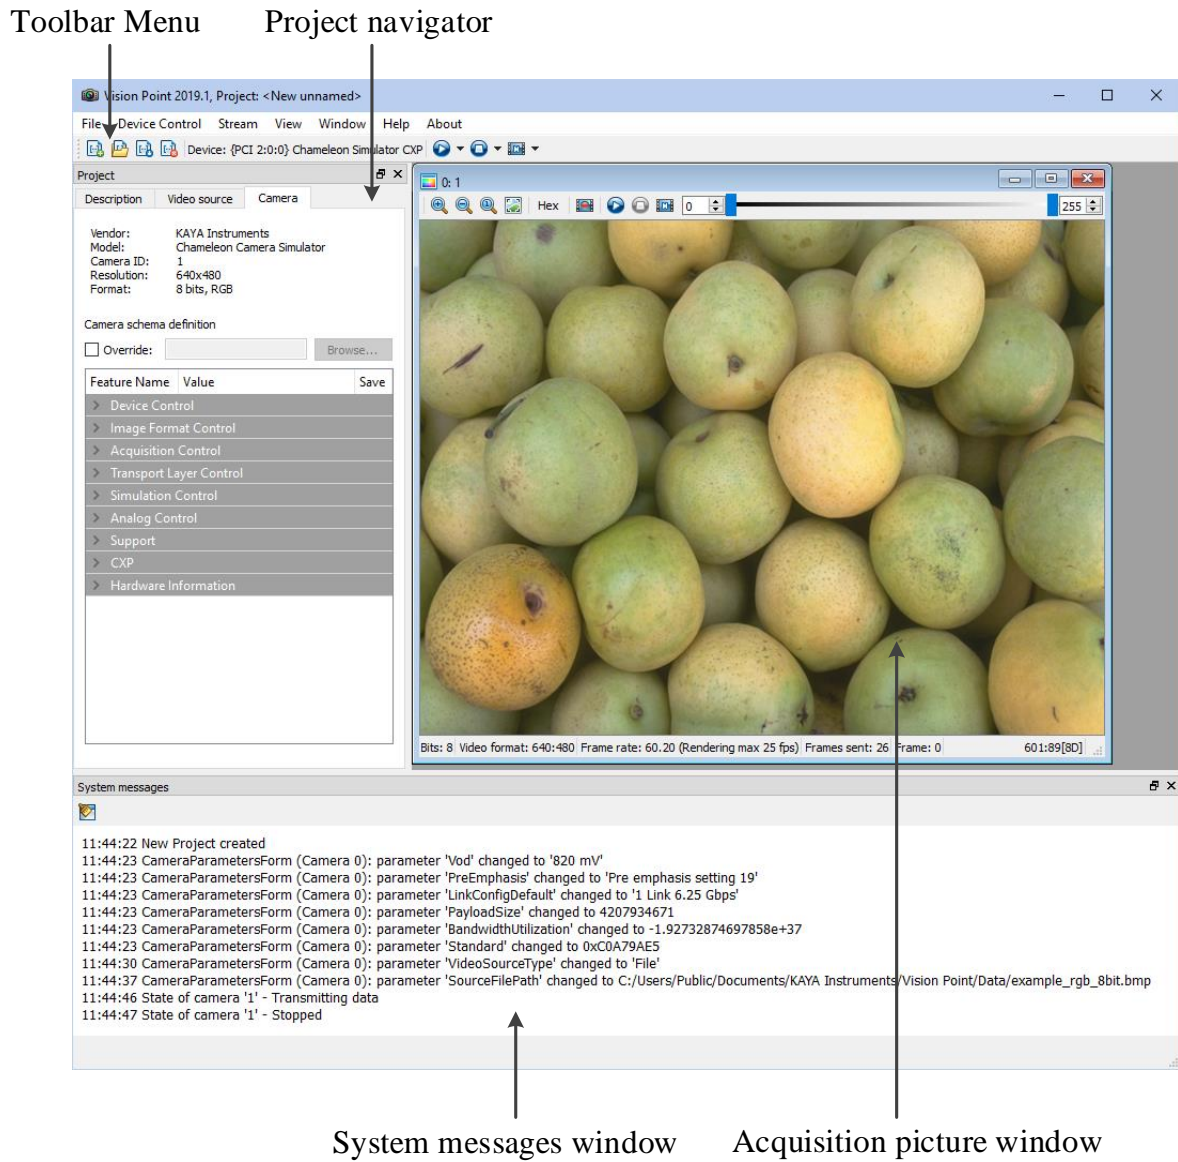 Toolbar Menu
Project navigator
Vision Point 2019.1, Project: <New unnamed>
File Device Control Stream View Window Help About
Device: {PCI 2:0:0} Chameleon Simulator CXP
Project
Description Video source Camera
Vendor: KAYA Instruments
Model: Chameleon Camera Simulator
Camera ID: 1
Resolution: 640x480
Format: 8 bits, RGB
Camera schema definition
Override: Browse...
Feature Name Value Save
Device Control
Image Format Control
Acquisition Control
Transport Layer Control
Simulation Control
Analog Control
Support
CXP
Hardware Information
0: 1
Hex 0 255
Bits: 8 Video format: 640:480 Frame rate: 60.20 (Rendering max 25 fps) Frames sent: 26 Frame: 0 601:89[8D]
System messages
11:44:22 New Project created
11:44:23 CameraParametersForm (Camera 0): parameter 'Vod' changed to '820 mV'
11:44:23 CameraParametersForm (Camera 0): parameter 'PreEmphasis' changed to 'Pre emphasis setting 19'
11:44:23 CameraParametersForm (Camera 0): parameter 'LinkConfigDefault' changed to '1 Link 6.25 Gbps'
11:44:23 CameraParametersForm (Camera 0): parameter 'PayloadSize' changed to 4207934671
11:44:23 CameraParametersForm (Camera 0): parameter 'BandwidthUtilization' changed to -1.92732874697858e+37
11:44:23 CameraParametersForm (Camera 0): parameter 'Standard' changed to 0xC0A79AE5
11:44:30 CameraParametersForm (Camera 0): parameter 'VideoSourceType' changed to 'File'
11:44:37 CameraParametersForm (Camera 0): parameter 'SourceFilePath' changed to C:/Users/Public/Documents/KAYA Instruments/Vision Point/Data/example_rgb_8bit.bmp
11:44:46 State of camera '1' - Transmitting data
11:44:47 State of camera '1' - Stopped
System messages window
Acquisition picture window